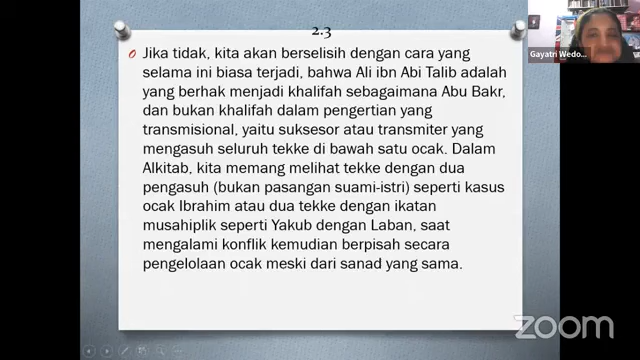 2.3
Jika tidak, kita akan berselisih dengan cara yang
selama ini biasa terjadi, bahwa Ali ibn Abi Talib adalah
yang berhak menjadi khalifah sebagaimana Abu Bakr,
dan bukan khalifah dalam pengertian yang
transmisional, yaitu suksesor atau transmiter yang
mengasuh seluruh tekke di bawah satu ocak. Dalam
Alkitab, kita memang melihat tekke dengan dua
pengasuh (bukan pasangan suami-istri) seperti kasus
ocak Ibrahim atau dua tekke dengan ikatan
musahiplik seperti Yakub dengan Laban, saat
mengalami konflik kemudian berpisah secara
pengelolaan ocak meski dari sanad yang sama.
Gayatri Wedo...
zoom